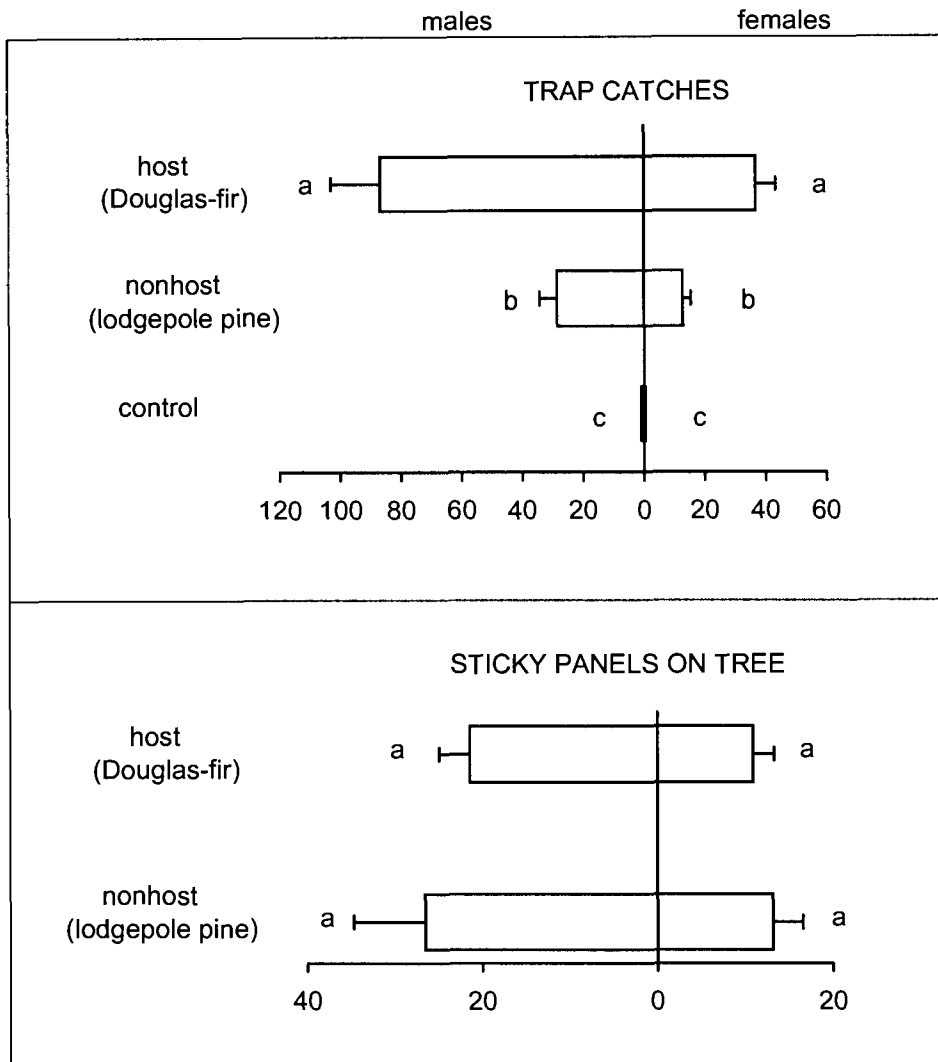 males females
TRAP CATCHES
host
(Douglas-fir)
a a
nonhost
(lodgepole pine)
b b
control
c c
120 100 80 60 40 20 0 20 40 60
STICKY PANELS ON TREE
host
(Douglas-fir)
a a
nonhost
(lodgepole pine)
a a
40 20 0 20